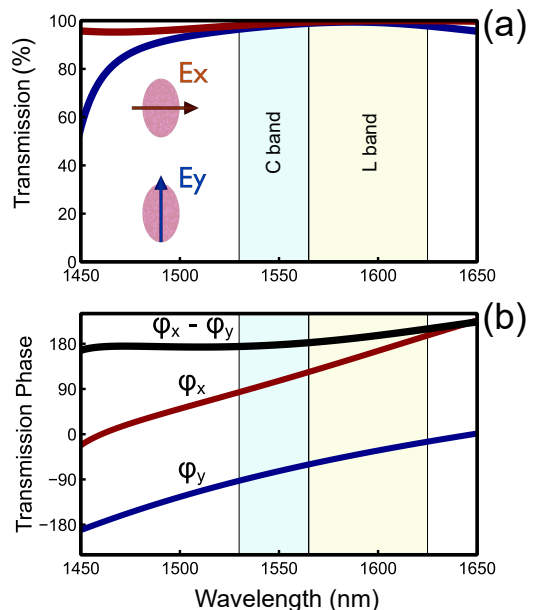 (a)
100
80
60
40
20
0
Transmission (%)
Ex
Ey
C band
L band
1450
1500
1550
1600
1650
(b)
180
90
0
−90
−180
Transmission Phase
φx - φy
φx
φy
1450
1500
1550
1600
1650
Wavelength (nm)